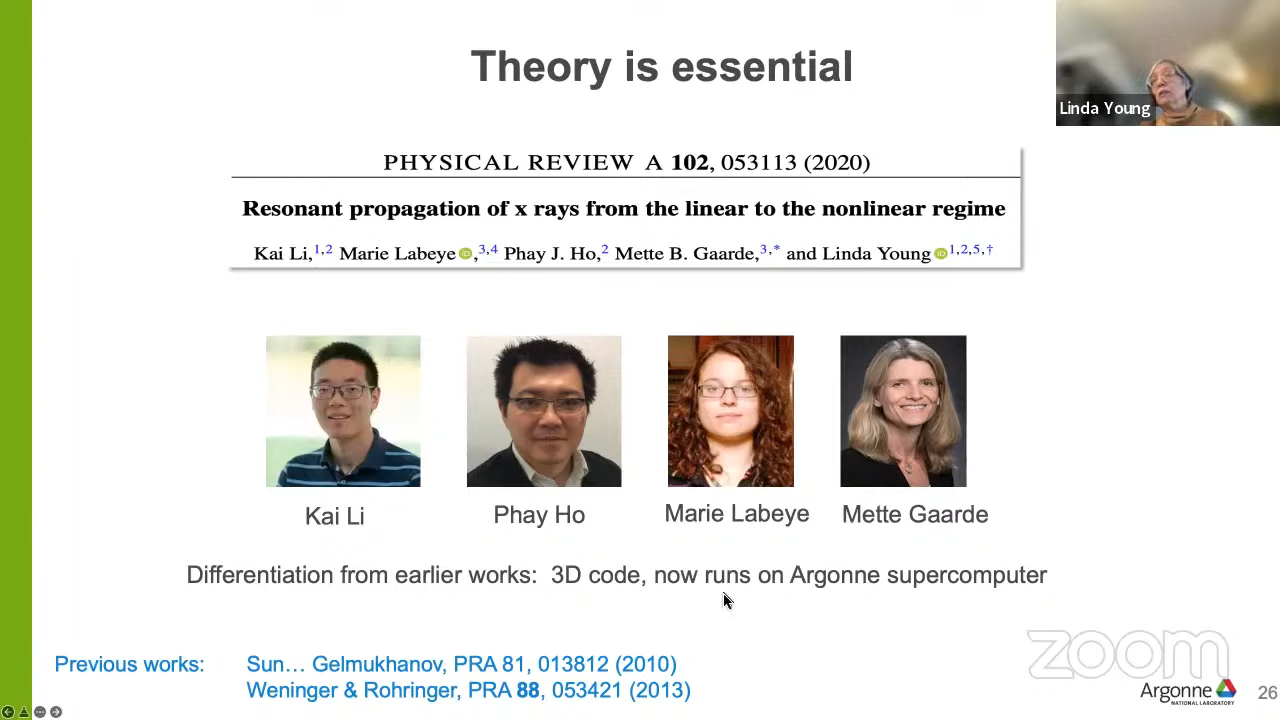 Theory is essential
Linda Young
PHYSICAL REVIEW A 102, 053113 (2020)
Resonant propagation of x rays from the linear to the nonlinear regime
Kai Li,1,2 Marie Labeye iD,3,4 Phay J. Ho,2 Mette B. Gaarde,3,* and Linda Young iD1,2,5,†
Kai Li
Phay Ho
Marie Labeye
Mette Gaarde
Differentiation from earlier works: 3D code, now runs on Argonne supercomputer
Previous works: Sun… Gelmukhanov, PRA 81, 013812 (2010)
Weninger & Rohringer, PRA 88, 053421 (2013)
zoom
Argonne
NATIONAL LABORATORY
26